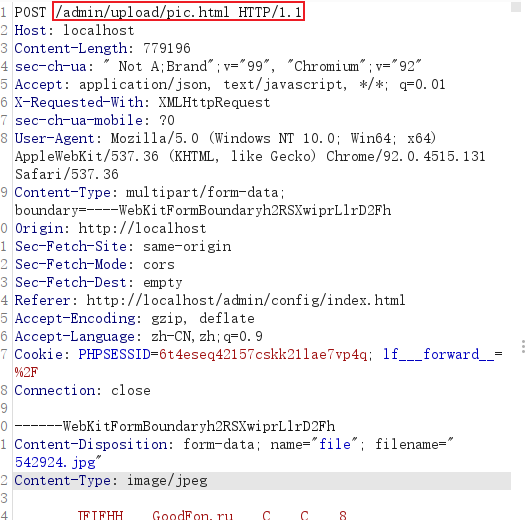 1 POST /admin/upload/pic.html HTTP/1.1
2 Host: localhost
3 Content-Length: 779196
4 sec-ch-ua: " Not A;Brand";v="99", "Chromium";v="92"
5 Accept: application/json, text/javascript, */*; q=0.01
6 X-Requested-With: XMLHttpRequest
7 sec-ch-ua-mobile: ?0
8 User-Agent: Mozilla/5.0 (Windows NT 10.0; Win64; x64)
AppleWebKit/537.36 (KHTML, like Gecko) Chrome/92.0.4515.131
Safari/537.36
9 Content-Type: multipart/form-data;
boundary=----WebKitFormBoundaryh2RSXwiprLlrD2Fh
0 Origin: http://localhost
1 Sec-Fetch-Site: same-origin
2 Sec-Fetch-Mode: cors
3 Sec-Fetch-Dest: empty
4 Referer: http://localhost/admin/config/index.html
5 Accept-Encoding: gzip, deflate
6 Accept-Language: zh-CN,zh;q=0.9
7 Cookie: PHPSESSID=6t4eseq42157cskk21lae7vp4q; lf___forward__=
%2F
8 Connection: close
9
0 ------WebKitFormBoundaryh2RSXwiprLlrD2Fh
1 Content-Disposition: form-data; name="file"; filename="
542924.jpg"
2 Content-Type: image/jpeg
3
4 JFIFHH GoodFon.ru C C 8